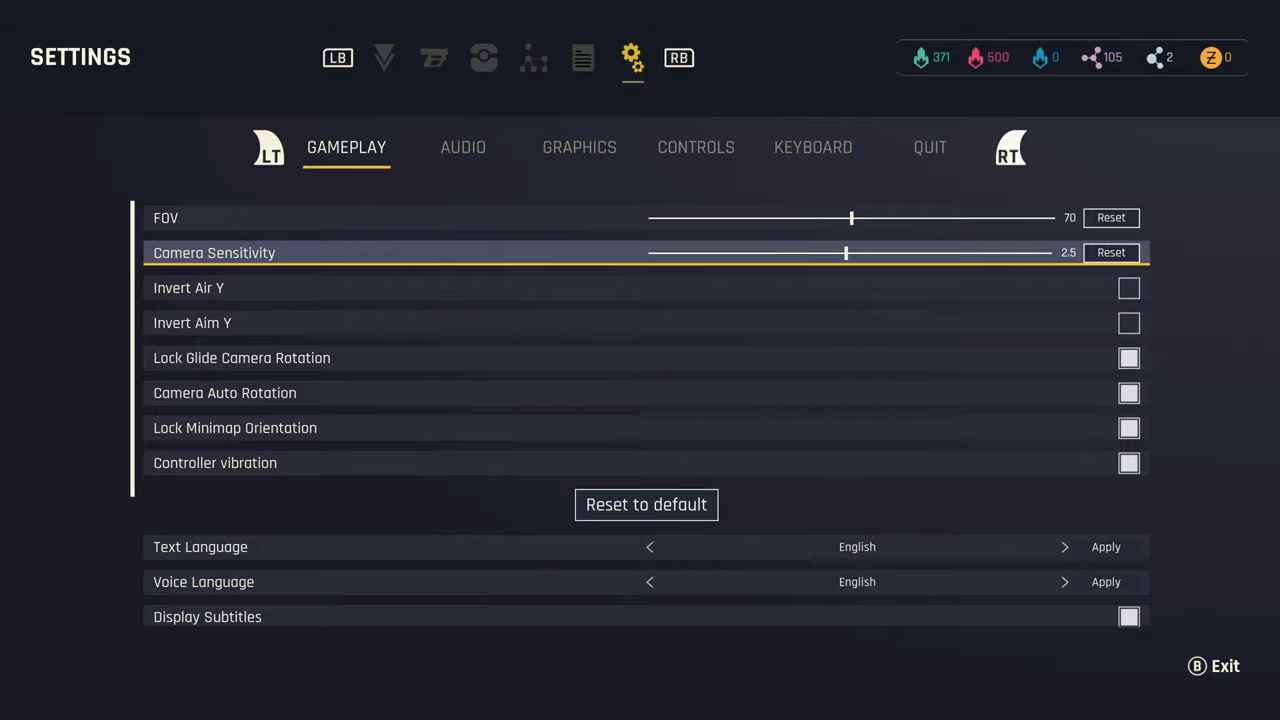 SETTINGS LB RB 371 500 0 105 2 Z 0
LT GAMEPLAY AUDIO GRAPHICS CONTROLS KEYBOARD QUIT RT
FOV 70 Reset
Camera Sensitivity 2.5 Reset
Invert Air Y
Invert Aim Y
Lock Glide Camera Rotation
Camera Auto Rotation
Lock Minimap Orientation
Controller vibration
Reset to default
Text Language < English > Apply
Voice Language < English > Apply
Display Subtitles
B Exit